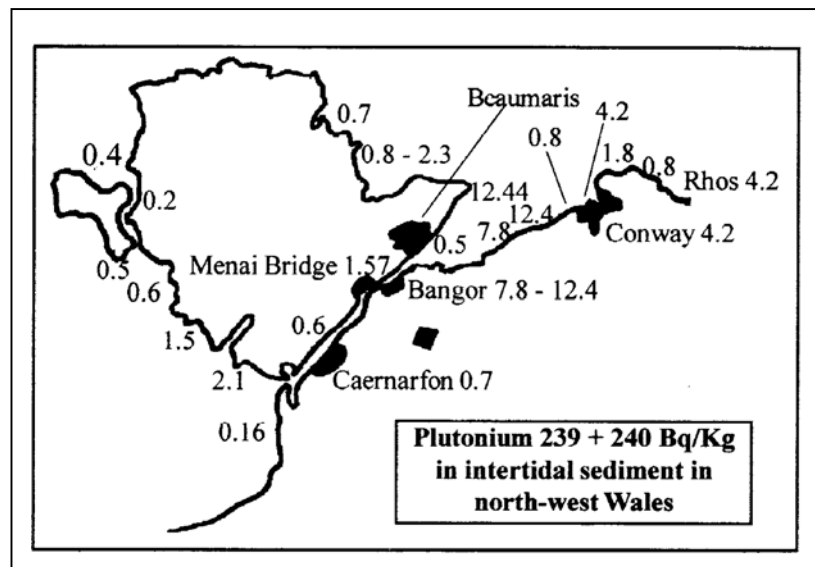 Beaumaris
4.2
0.7
0.8
1.8
0.8
0.4
0.8 - 2.3
Rhos 4.2
0.2
12.44
12.4
7.8
Conway 4.2
0.5
0.5
Menai Bridge 1.57
0.6
Bangor 7.8 - 12.4
1.5
0.6
2.1
Caernarfon 0.7
0.16
Plutonium 239 + 240 Bq/Kg
in intertidal sediment in
north-west Wales